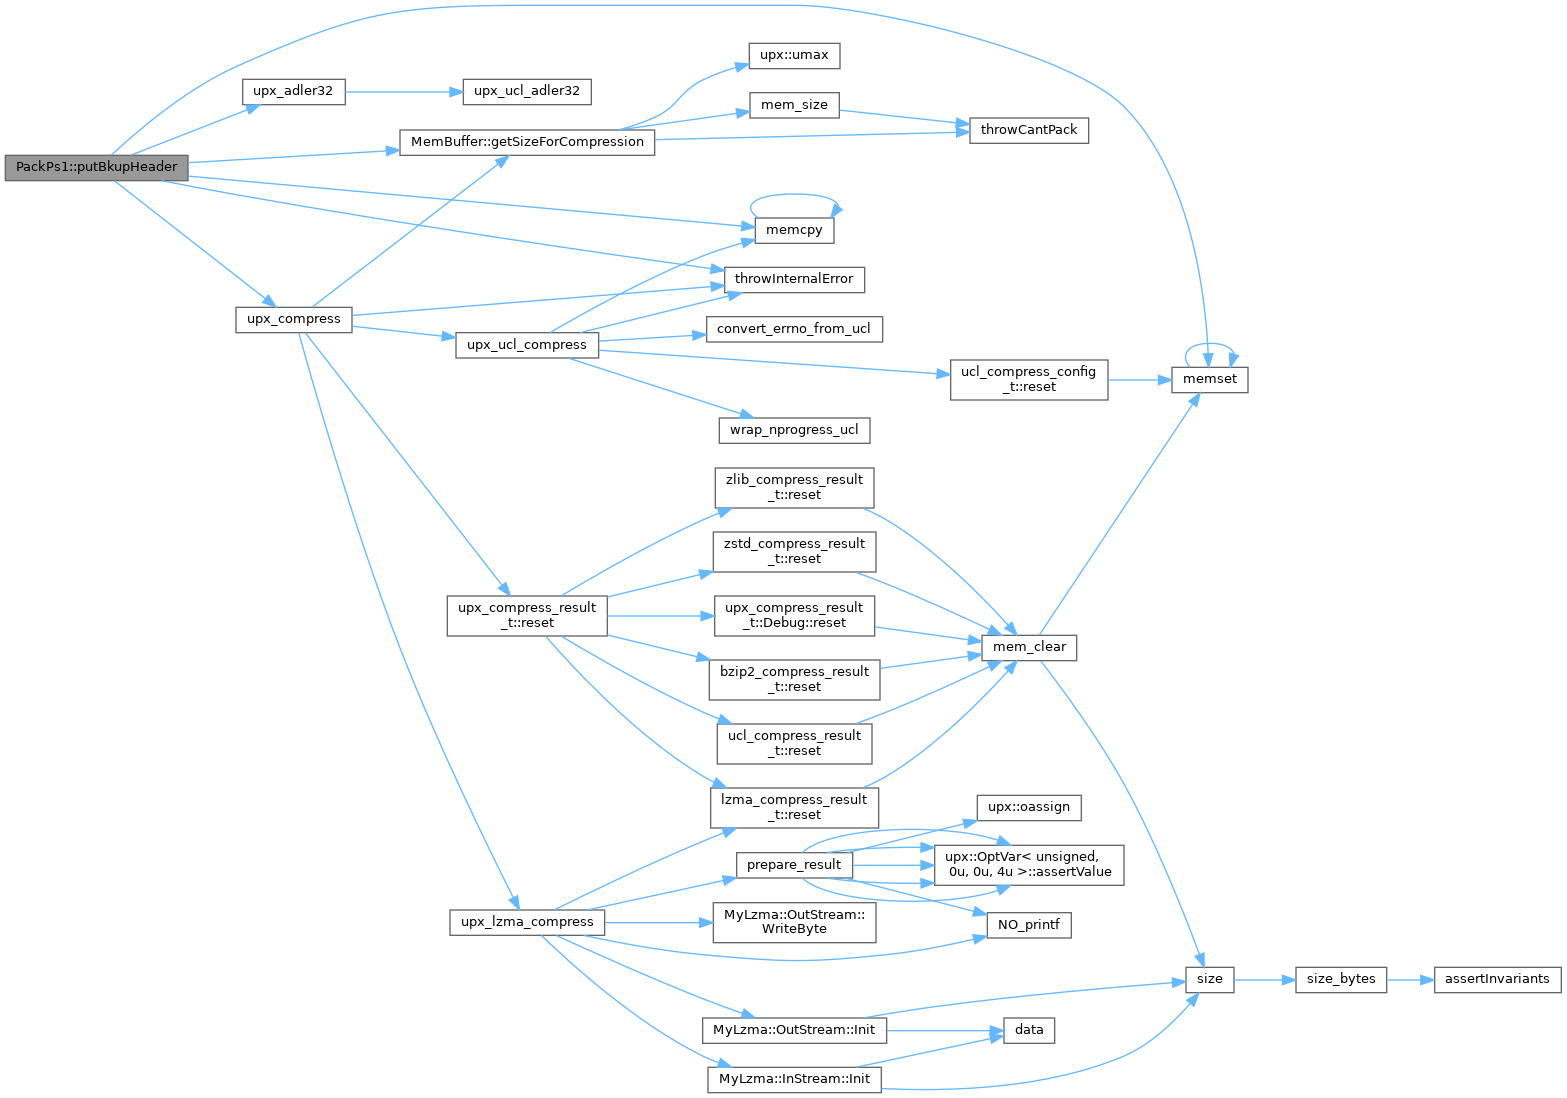 PackPs1::putBkupHeader
upx_adler32
upx_ucl_adler32
MemBuffer::getSizeForCompression
upx::umax
mem_size
throwCantPack
memcpy
throwInternalError
upx_compress
upx_ucl_compress
convert_errno_from_ucl
ucl_compress_config
_t::reset
memset
wrap_nprogress_ucl
zlib_compress_result
_t::reset
zstd_compress_result
_t::reset
upx_compress_result
_t::reset
upx_compress_result
_t::Debug::reset
bzip2_compress_result
_t::reset
ucl_compress_result
_t::reset
lzma_compress_result
_t::reset
mem_clear
upx_lzma_compress
prepare_result
upx::oassign
upx::OptVar< unsigned,
0u, 0u, 4u >::assertValue
MyLzma::OutStream::
WriteByte
NO_printf
MyLzma::OutStream::Init
MyLzma::InStream::Init
data
size
size_bytes
assertInvariants